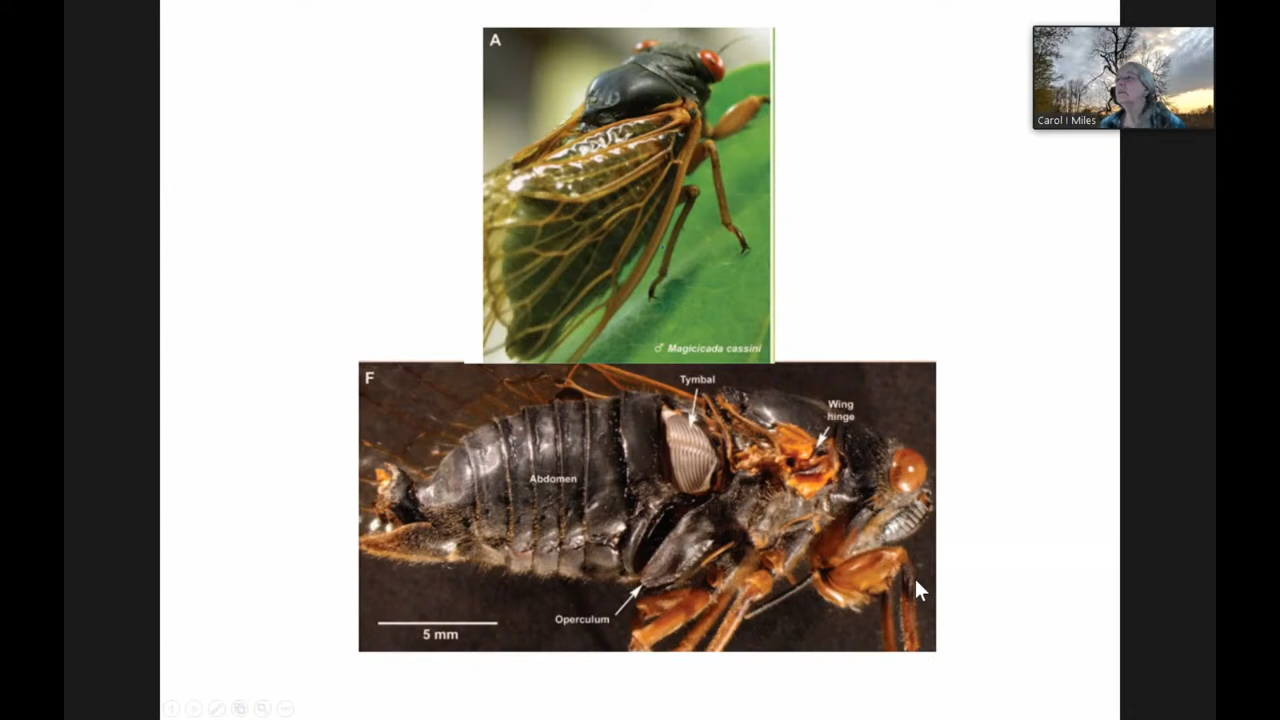 A
Carol I Miles
♂ Magicicada cassini
F
Tymbal
Wing
hinge
Abdomen
Operculum
5 mm